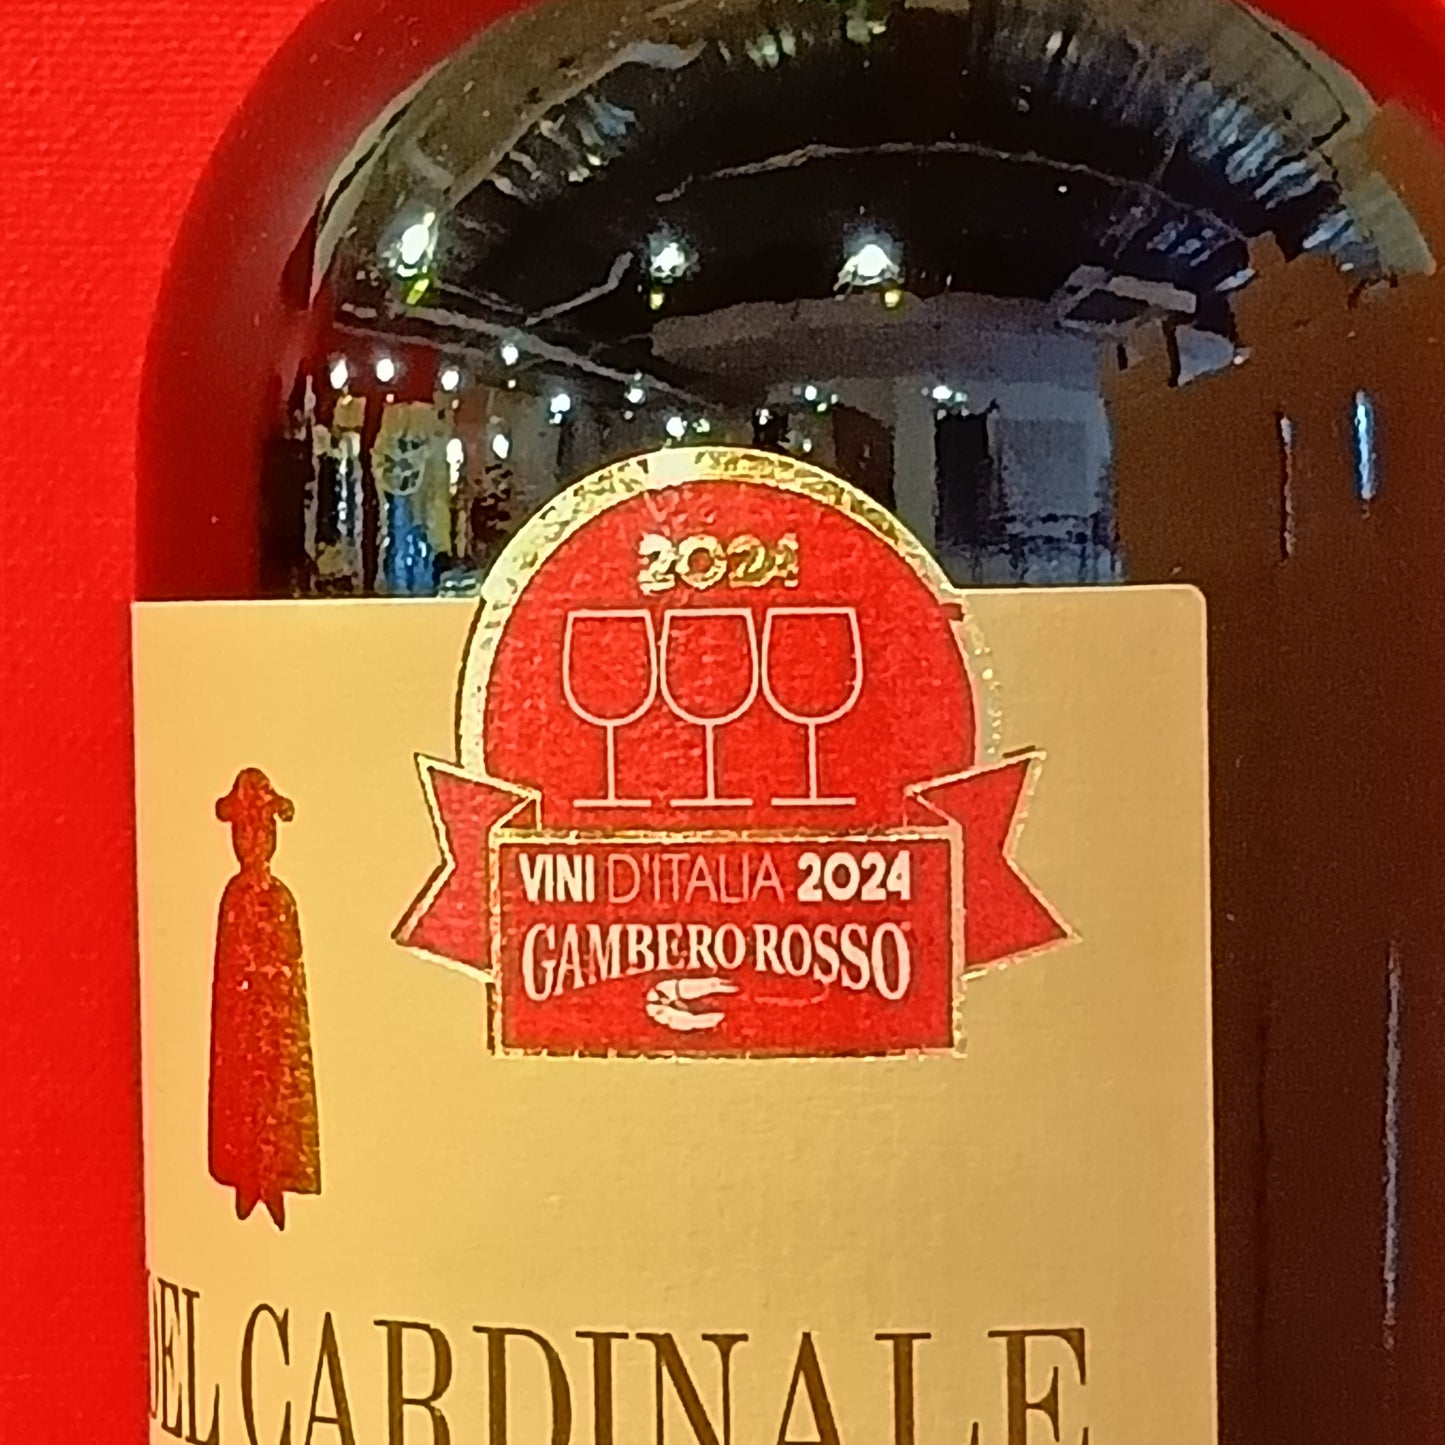 2024
VINI D'ITALIA 2024
GAMBERO ROSSO
DEL CARDINALE